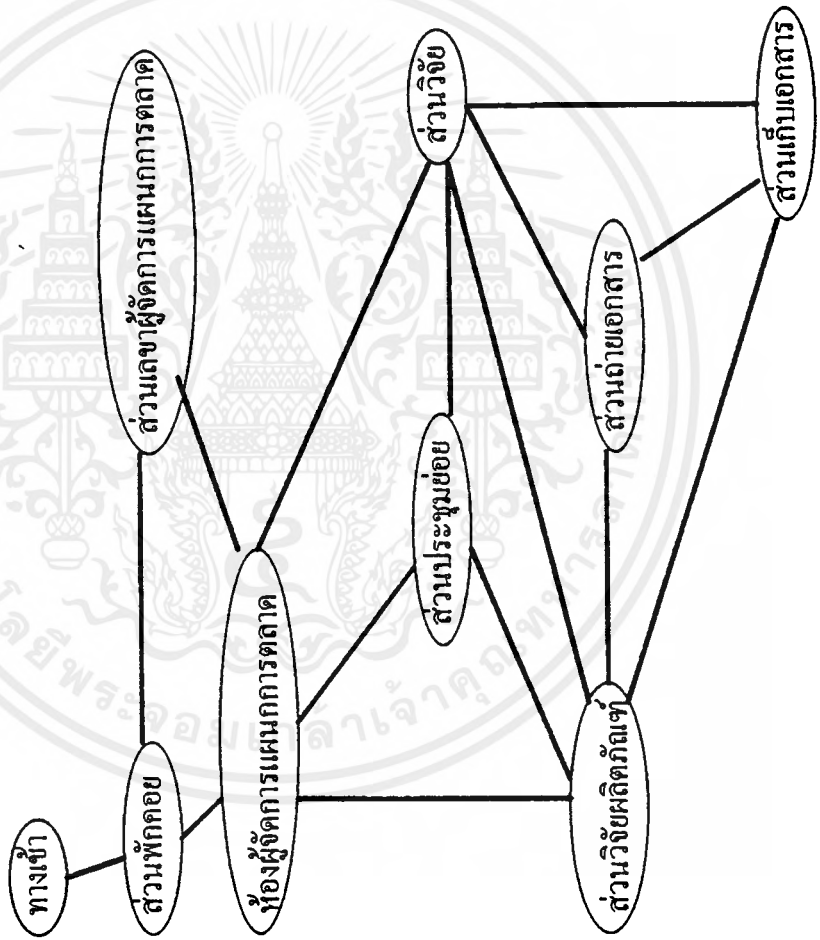 ทางเข้า
ส่วนพักคอย
ส่วนเลขาผู้จัดการแผนกการตลาด
ห้องผู้จัดการแผนกการตลาด
ส่วนประชุมย่อย
ส่วนวิจัย
ส่วนวิจัยผลิตภัณฑ์
ส่วนถ่ายเอกสาร
ส่วนเก็บเอกสาร